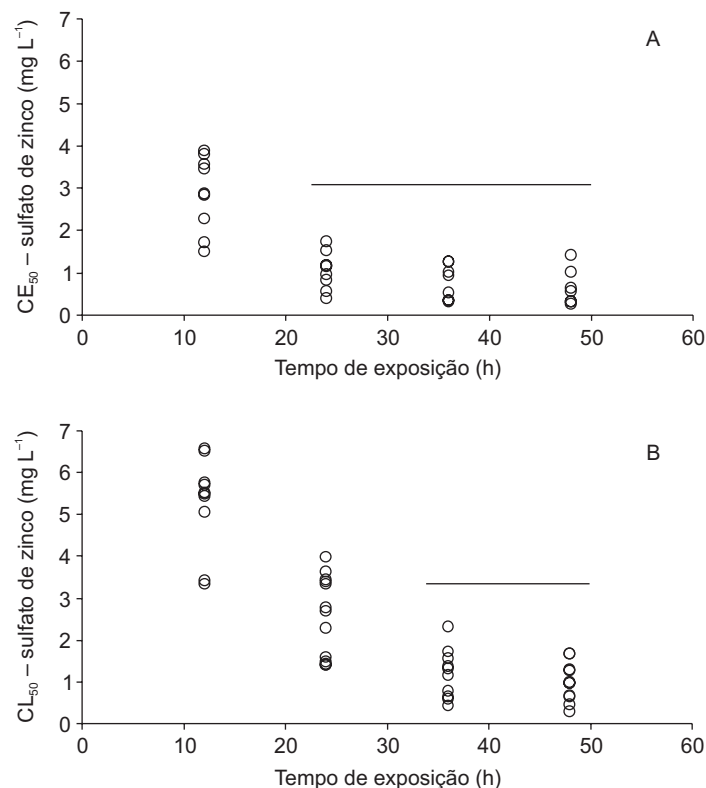 A
7
6
5
4
3
2
1
0
CE₅₀ – sulfato de zinco (mg L⁻¹)
0 10 20 30 40 50 60
Tempo de exposição (h)
B
7
6
5
4
3
2
1
0
CL₅₀ – sulfato de zinco (mg L⁻¹)
0 10 20 30 40 50 60
Tempo de exposição (h)